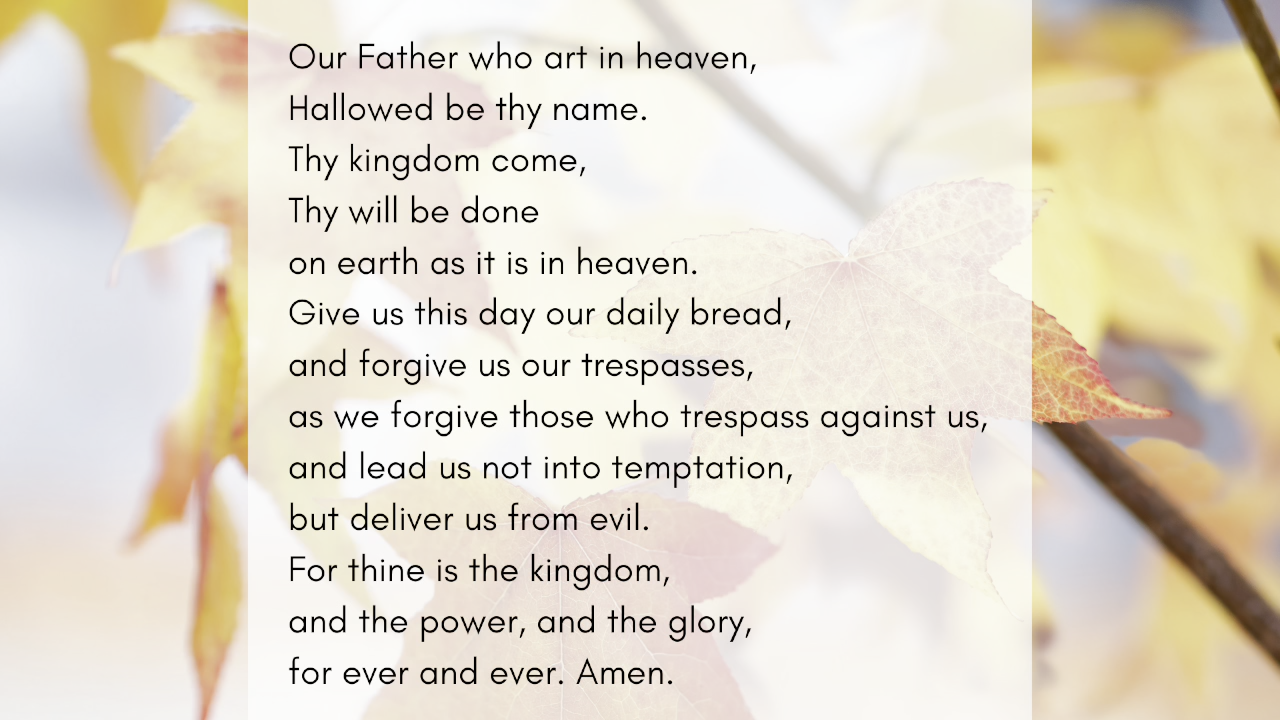 Our Father who art in heaven,
Hallowed be thy name.
Thy kingdom come,
Thy will be done
on earth as it is in heaven.
Give us this day our daily bread,
and forgive us our trespasses,
as we forgive those who trespass against us,
and lead us not into temptation,
but deliver us from evil.
For thine is the kingdom,
and the power, and the glory,
for ever and ever. Amen.